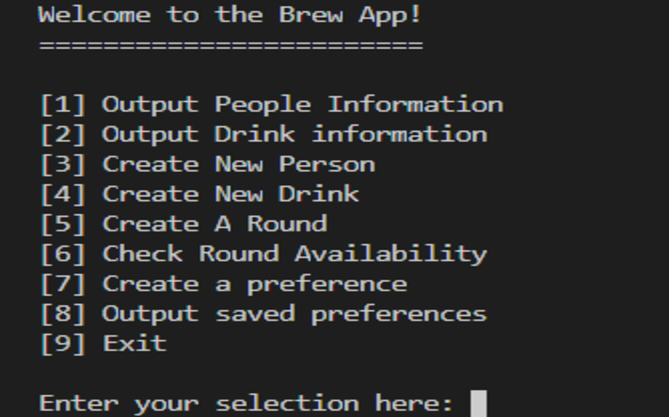 Welcome to the Brew App!
========================
[1] Output People Information
[2] Output Drink information
[3] Create New Person
[4] Create New Drink
[5] Create A Round
[6] Check Round Availability
[7] Create a preference
[8] Output saved preferences
[9] Exit
Enter your selection here: